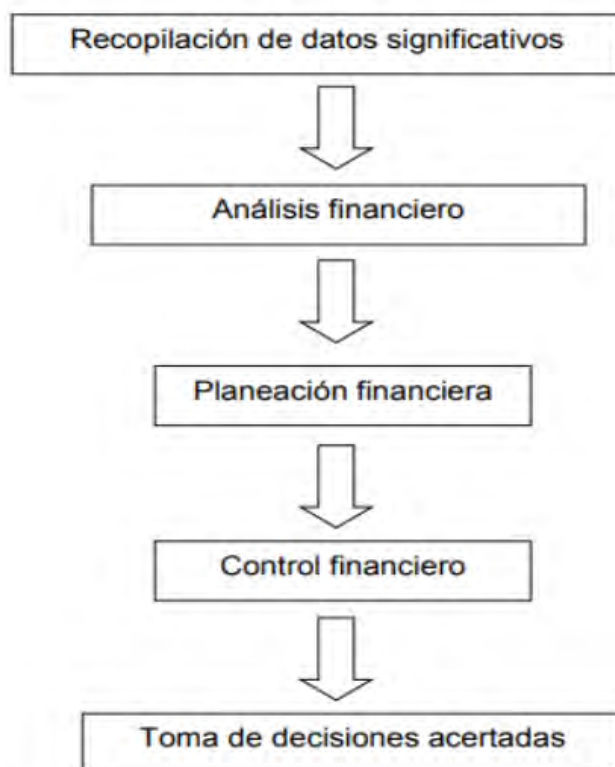 Recopilación de datos significativos
Análisis financiero
Planeación financiera
Control financiero
Toma de decisiones acertadas